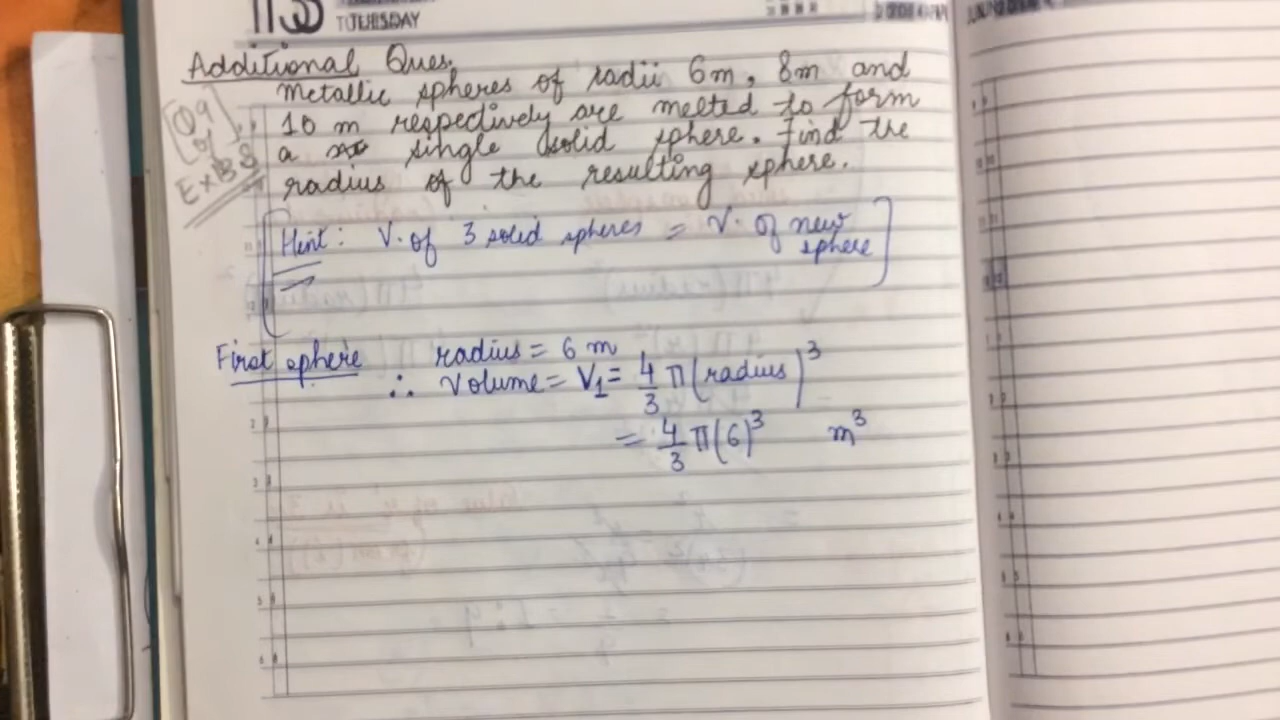 TUESDAY
Additional Ques.
Metallic spheres of radii 6m, 8m and
10 m respectively are melted to form
a single solid sphere. Find the
radius of the resulting sphere.
[Q9
of
Ex 13.8
[Hint: V. of 3 solid spheres = V. of new
sphere]
First sphere radius = 6 m
∴ Volume = V₁ = 4/3 π (radius)³
= 4/3 π(6)³ m³